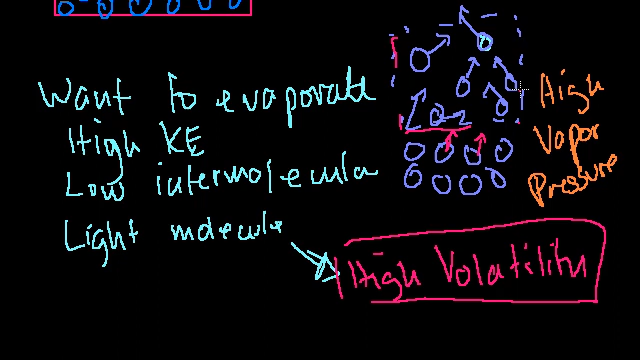 Want to evaporate
High KE
Low intermolecula
Light molecule
High Vapor Pressure
High Volatility